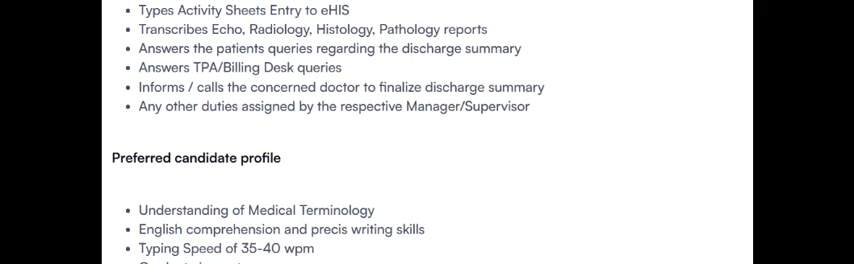 • Types Activity Sheets Entry to eHIS
• Transcribes Echo, Radiology, Histology, Pathology reports
• Answers the patients queries regarding the discharge summary
• Answers TPA/Billing Desk queries
• Informs / calls the concerned doctor to finalize discharge summary
• Any other duties assigned by the respective Manager/Supervisor
Preferred candidate profile
• Understanding of Medical Terminology
• English comprehension and precis writing skills
• Typing Speed of 35-40 wpm